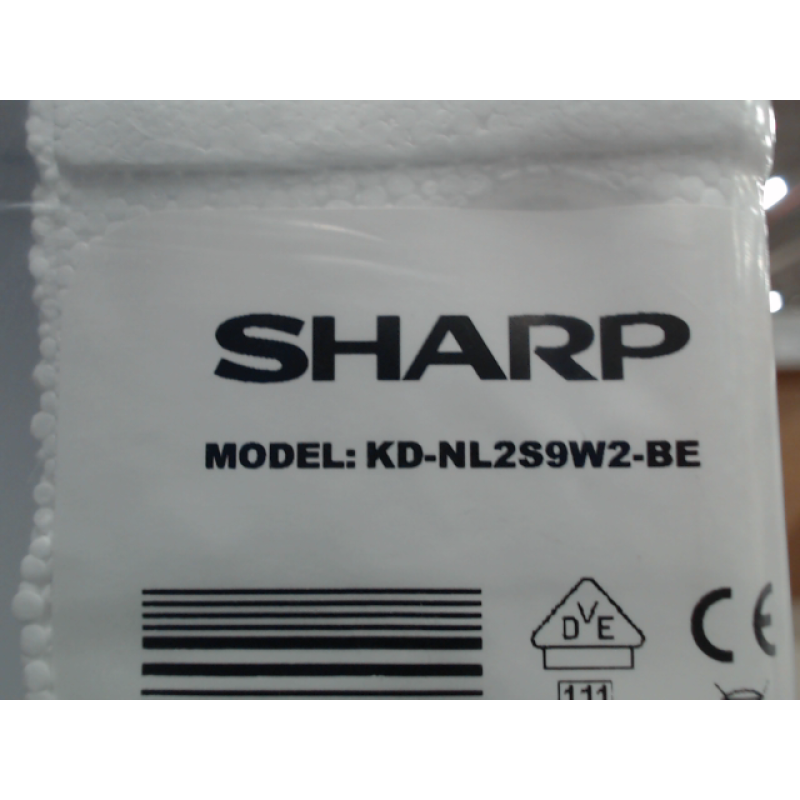 SHARP
MODEL: KD-NL2S9W2-BE
DVE
CE
111